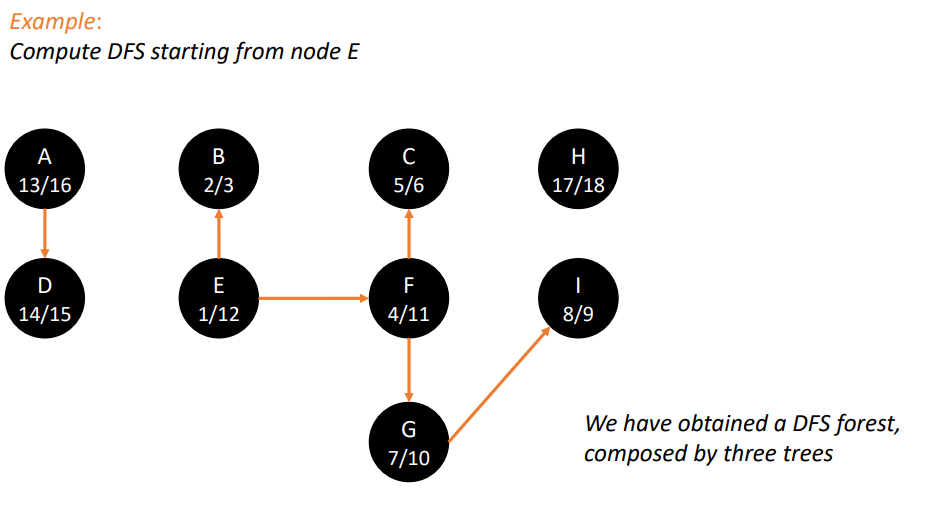 Example:
Compute DFS starting from node E
A
13/16
B
2/3
C
5/6
H
17/18
D
14/15
E
1/12
F
4/11
I
8/9
G
7/10
We have obtained a DFS forest,
composed by three trees